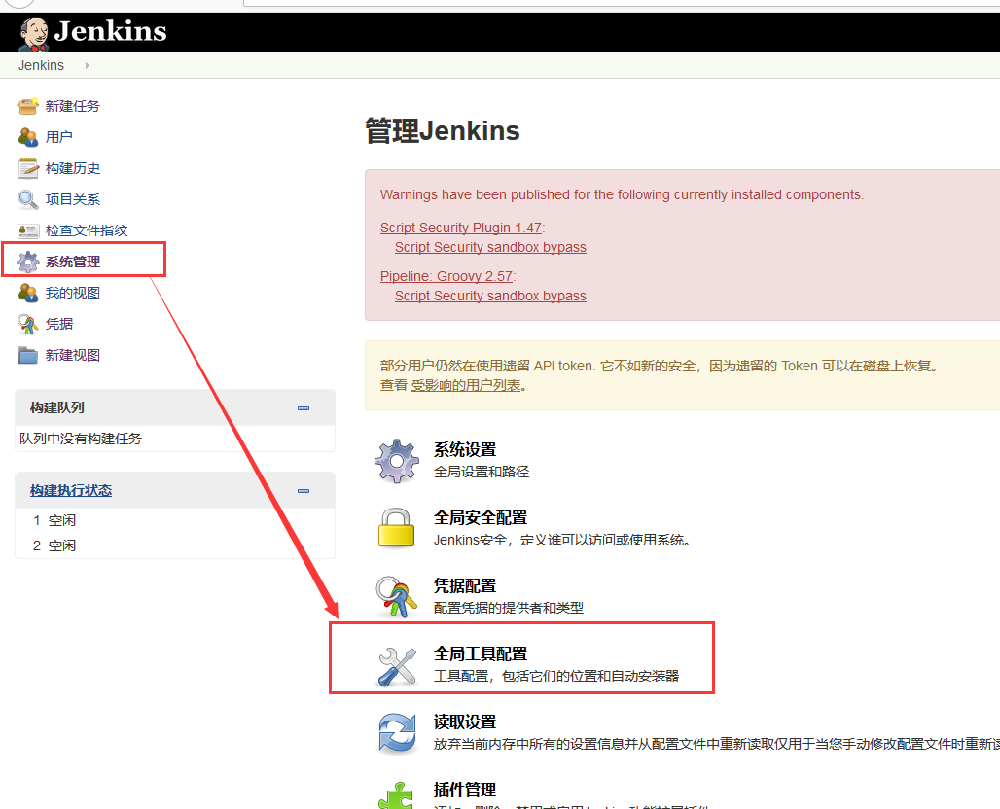 Jenkins
Jenkins
新建任务
用户
构建历史
项目关系
检查文件指纹
系统管理
我的视图
凭据
新建视图
构建队列
队列中没有构建任务
构建执行状态
1 空闲
2 空闲
管理Jenkins
Warnings have been published for the following currently installed components.
Script Security Plugin 1.47:
Script Security sandbox bypass
Pipeline: Groovy 2.57:
Script Security sandbox bypass
部分用户仍然在使用遗留 API token. 它不如新的安全，因为遗留的 Token 可以在磁盘上恢复。
查看 受影响的用户列表。
系统设置
全局设置和路径
全局安全配置
Jenkins安全，定义谁可以访问或使用系统。
凭据配置
配置凭据的提供者和类型
全局工具配置
工具配置，包括它们的位置和自动安装器
读取设置
放弃当前内存中所有的设置信息并从配置文件中重新读取仅用于当您手动修改配置文件时重新读
插件管理